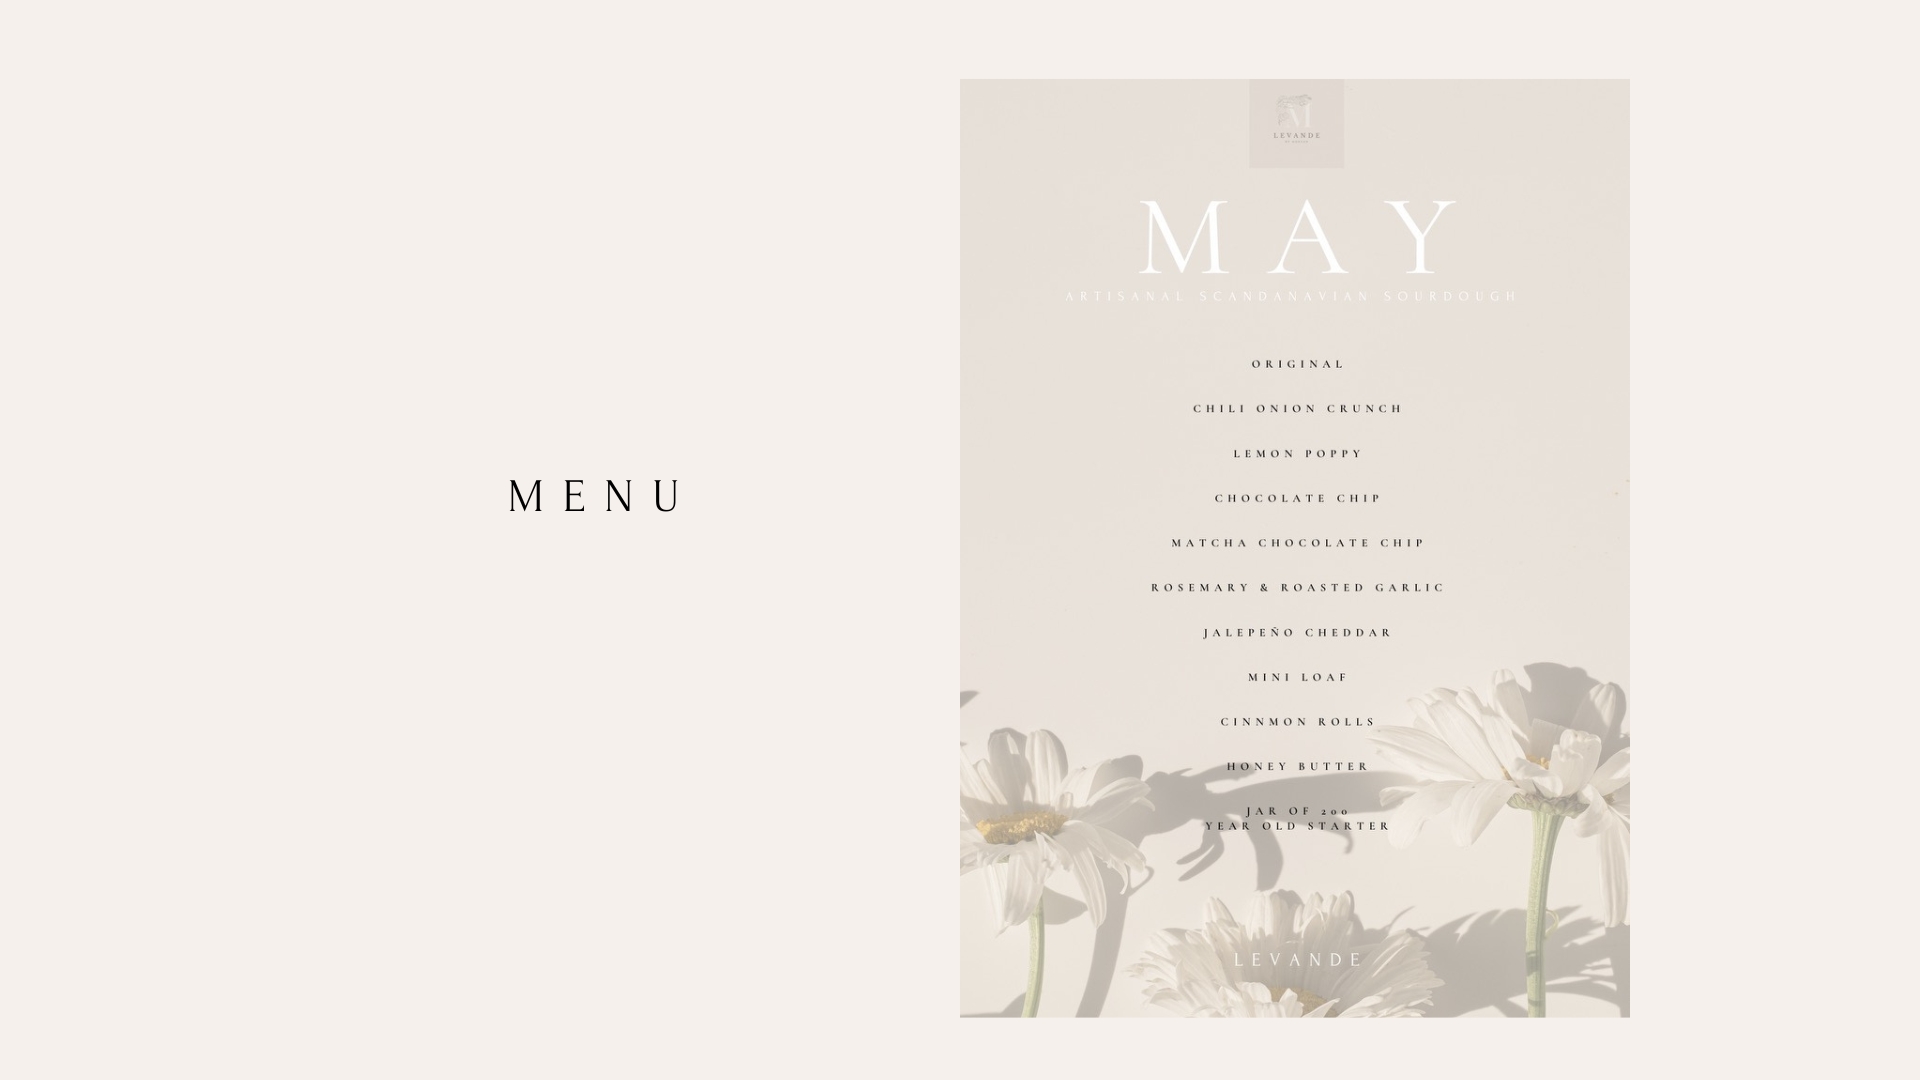 MENU
M
LEVANDE
MAY
ARTISANAL SCANDANAVIAN SOURDOUGH
ORIGINAL
CHILI ONION CRUNCH
LEMON POPPY
CHOCOLATE CHIP
MATCHA CHOCOLATE CHIP
ROSEMARY & ROASTED GARLIC
JALEPEÑO CHEDDAR
MINI LOAF
CINNMON ROLLS
HONEY BUTTER
JAR OF 200
YEAR OLD STARTER
LEVANDE